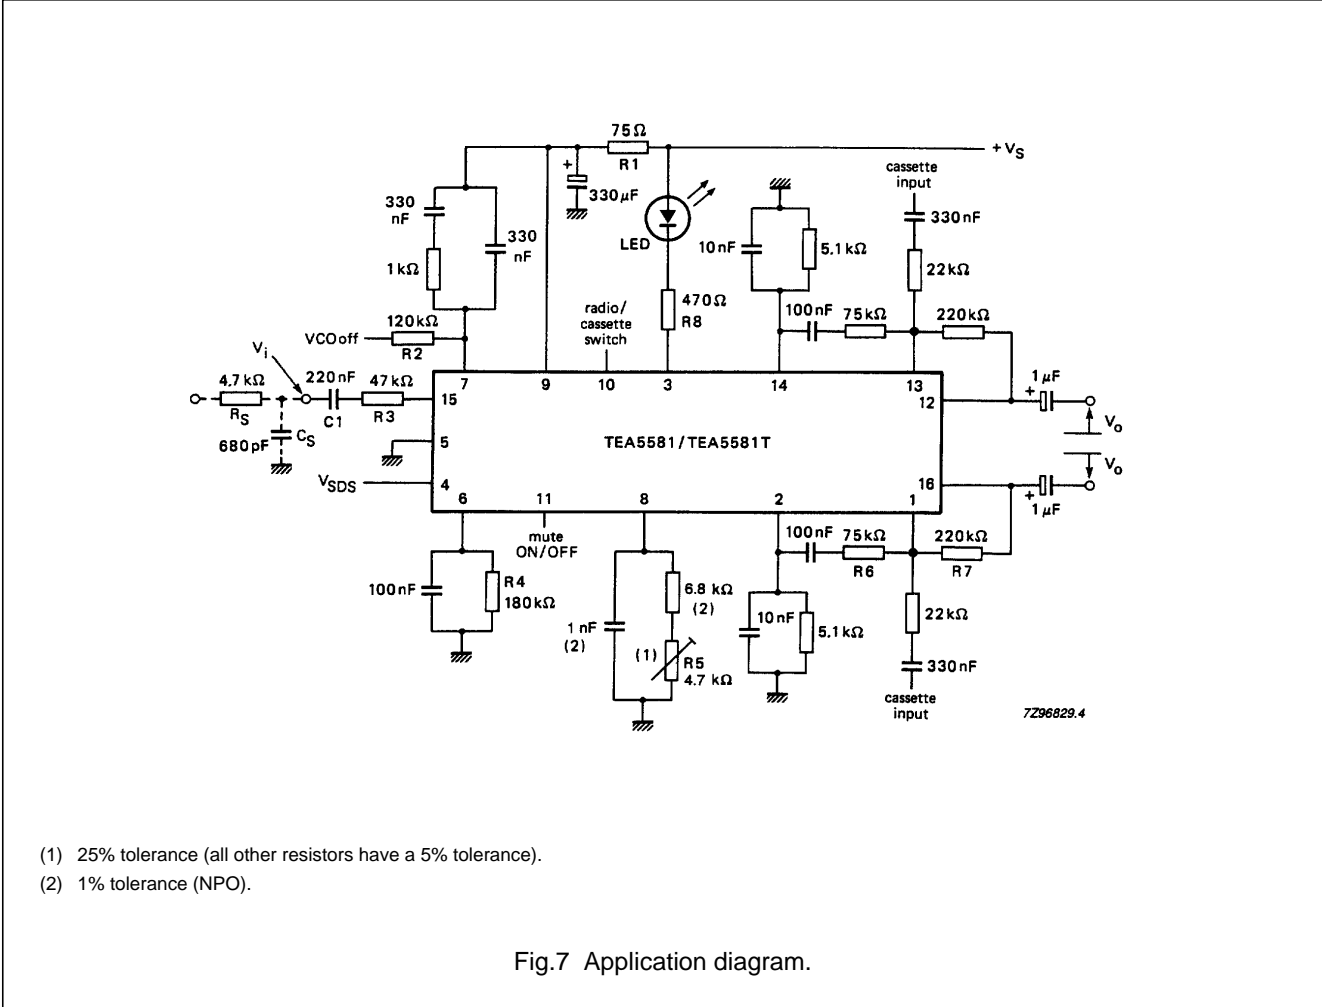 75Ω
R1
+VS
+
330µF
330
nF
330
nF
1kΩ
LED
470Ω
R8
10nF
5.1kΩ
cassette
input
330nF
22kΩ
100nF
75kΩ
220kΩ
radio/
cassette
switch
VCOoff
120kΩ
R2
Vi
4.7kΩ
RS
680pF
CS
220nF
C1
47kΩ
R3
7
9
10
3
14
13
15
5
4
12
16
TEA5581/TEA5581T
VSDS
6
11
8
2
1
1µF
+
Vo
Vo
+
1µF
mute
ON/OFF
100nF
R4
180kΩ
1nF
(2)
6.8 kΩ
(2)
(1)
R5
4.7 kΩ
100nF
75kΩ
R6
220kΩ
R7
10nF
5.1kΩ
22kΩ
330nF
cassette
input
7Z96829.4
(1) 25% tolerance (all other resistors have a 5% tolerance).
(2) 1% tolerance (NPO).
Fig.7 Application diagram.